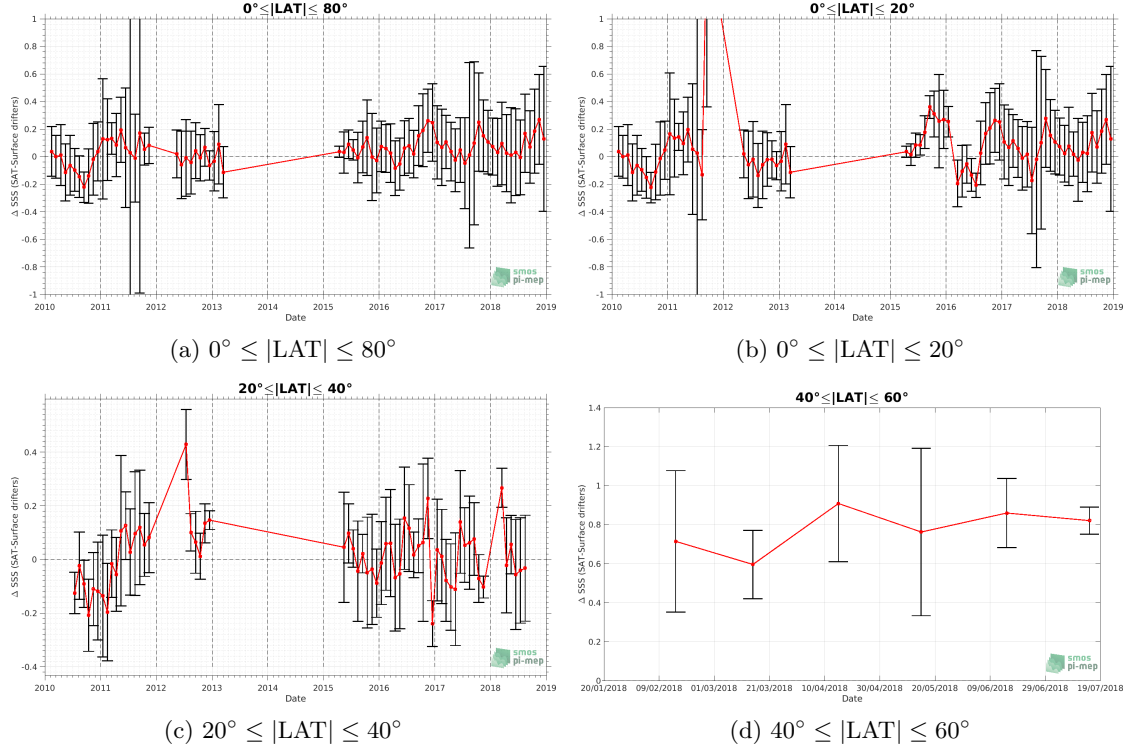 0°≤|LAT|≤ 80°
Δ SSS (SAT-Surface drifters)
1
0.8
0.6
0.4
0.2
0
-0.2
-0.4
-0.6
-0.8
-1
2010 2011 2012 2013 2014 2015 2016 2017 2018 2019
Date
smos
pi-mep
(a) 0° ≤ |LAT| ≤ 80°
0°≤|LAT|≤ 20°
Δ SSS (SAT-Surface drifters)
1
0.8
0.6
0.4
0.2
0
-0.2
-0.4
-0.6
-0.8
-1
2010 2011 2012 2013 2014 2015 2016 2017 2018 2019
Date
smos
pi-mep
(b) 0° ≤ |LAT| ≤ 20°
20°≤|LAT|≤ 40°
Δ SSS (SAT-Surface drifters)
0.4
0.2
0
-0.2
-0.4
2010 2011 2012 2013 2014 2015 2016 2017 2018 2019
Date
smos
pi-mep
(c) 20° ≤ |LAT| ≤ 40°
40°≤|LAT|≤ 60°
Δ SSS (SAT-Surface drifters)
1.4
1.2
1
0.8
0.6
0.4
0.2
0
20/01/2018 09/02/2018 01/03/2018 21/03/2018 10/04/2018 30/04/2018 20/05/2018 09/06/2018 29/06/2018 19/07/2018
Date
smos
pi-mep
(d) 40° ≤ |LAT| ≤ 60°